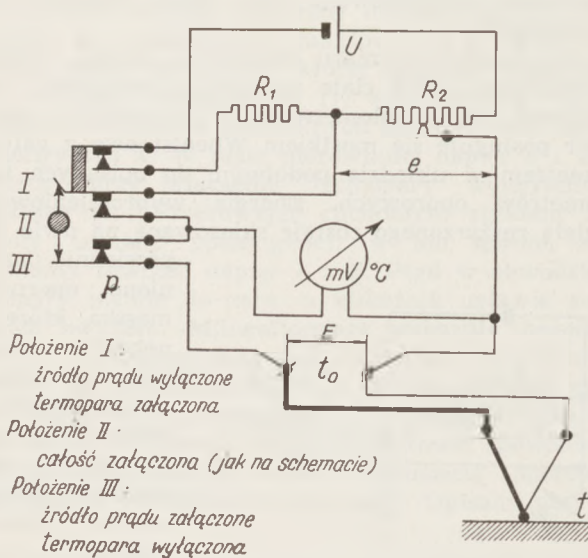 U
R₁
R₂
e
I
II
III
p
mV °C
E
t₀
t
Położenie I:
źródło prądu wyłączone
termopara załączona
Położenie II:
całość załączona (jak na schemacie)
Położenie III:
źródło prądu załączone
termopara wyłączona